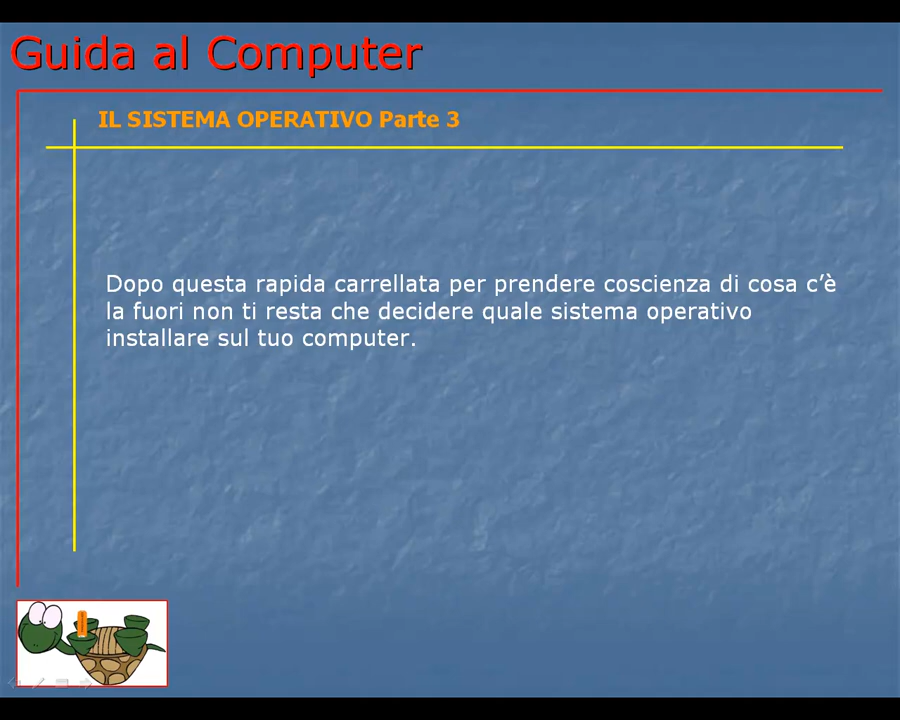 Guida al Computer
IL SISTEMA OPERATIVO Parte 3
Dopo questa rapida carrellata per prendere coscienza di cosa c’è
la fuori non ti resta che decidere quale sistema operativo
installare sul tuo computer.